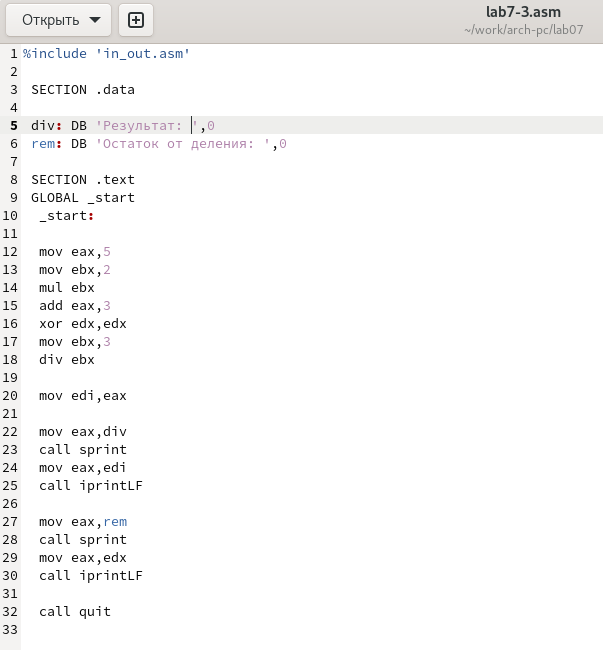 Открыть
lab7-3.asm
~/work/arch-pc/lab07
1 %include 'in_out.asm'
2
3 SECTION .data
4
5 div: DB 'Результат: ',0
6 rem: DB 'Остаток от деления: ',0
7
8 SECTION .text
9 GLOBAL _start
10 _start:
11
12 mov eax,5
13 mov ebx,2
14 mul ebx
15 add eax,3
16 xor edx,edx
17 mov ebx,3
18 div ebx
19
20 mov edi,eax
21
22 mov eax,div
23 call sprint
24 mov eax,edi
25 call iprintLF
26
27 mov eax,rem
28 call sprint
29 mov eax,edx
30 call iprintLF
31
32 call quit
33